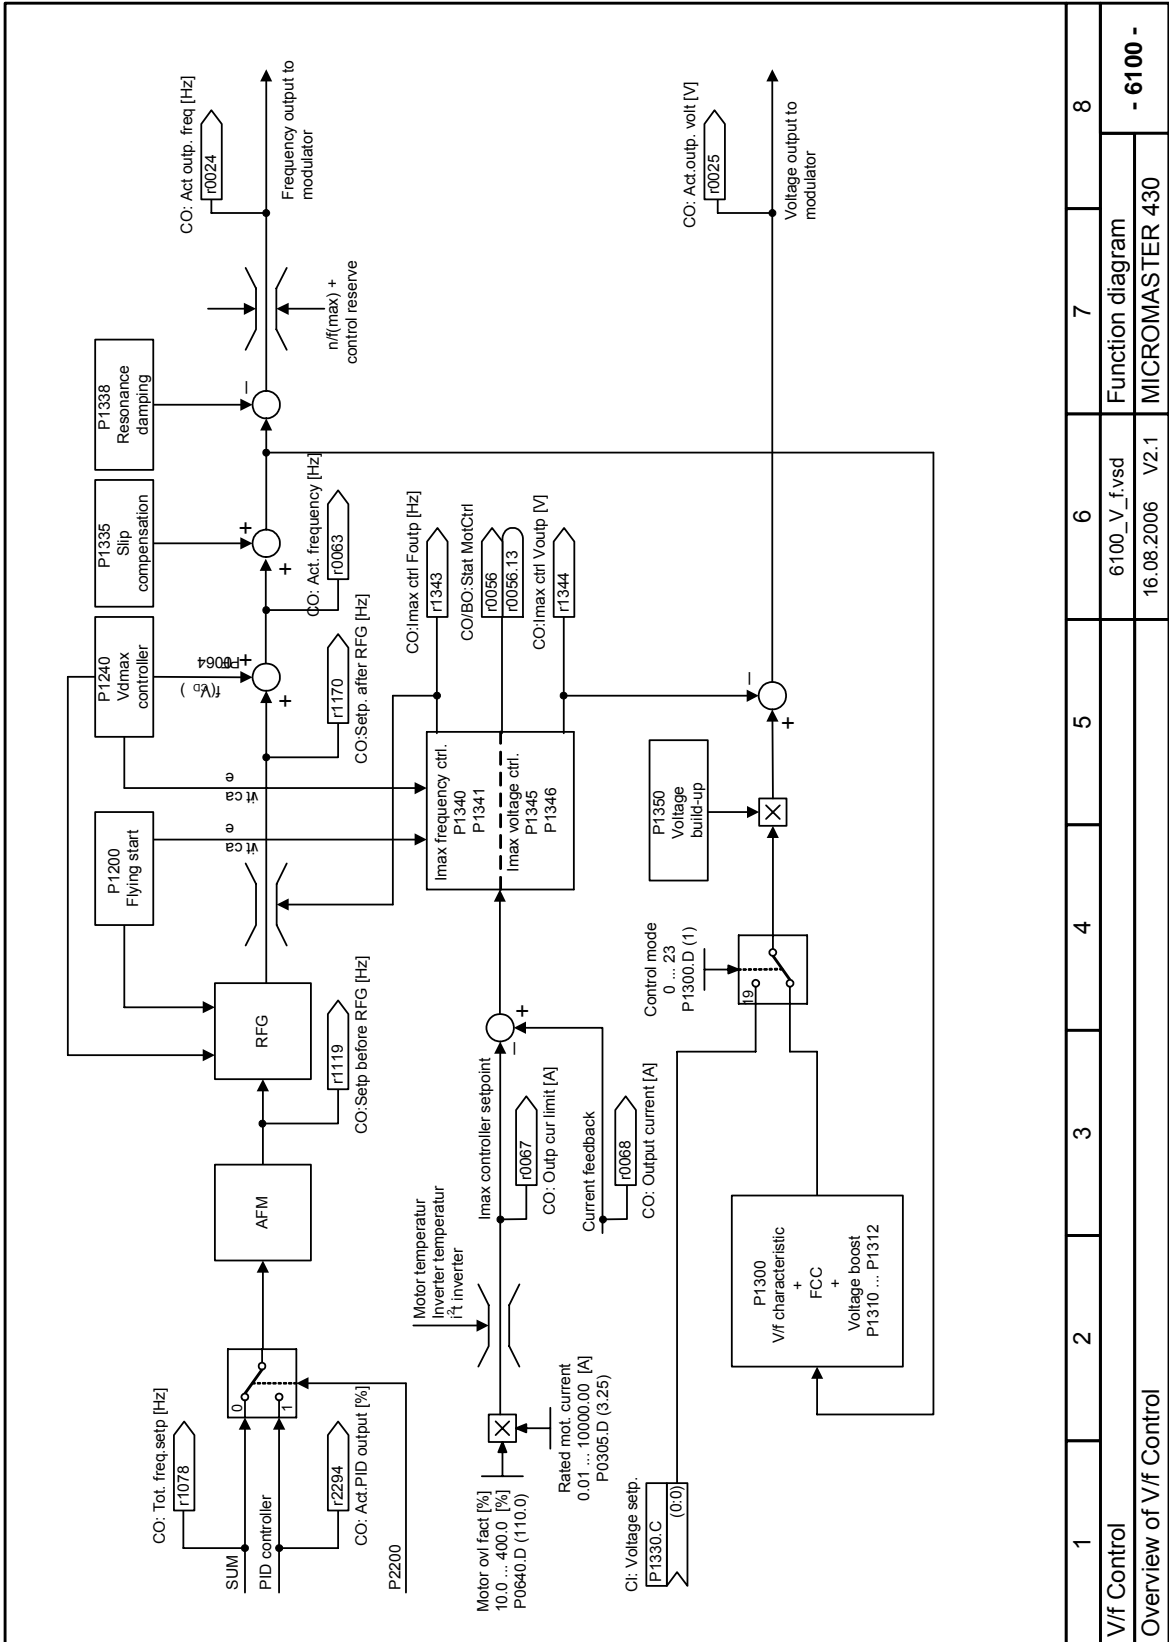 CO: Tot. freq.setp [Hz]
r1078
SUM
PID controller
0
1
r2294
CO: Act.PID output [%]
P2200
AFM
r1119
CO:Setp before RFG [Hz]
RFG
P1200
Flying start
P1240
Vdmax
controller
r1170
CO:Setp. after RFG [Hz]
P1335
Slip
compensation
CO: Act. frequency [Hz]
r0063
P1338
Resonance
damping
n/f(max) +
control reserve
CO: Act outp. freq [Hz]
r0024
Frequency output to
modulator
+
+
+
+
–
Motor ovl fact [%]
10.0 ... 400.0 [%]
P0640.D (110.0)
Rated mot. current
0.01 ... 10000.00 [A]
P0305.D (3.25)
Motor temperatur
Inverter temperatur
i²t inverter
Imax controller setpoint
r0067
CO: Outp cur limit [A]
Current feedback
r0068
CO: Output current [A]
–
+
Imax frequency ctrl.
P1340
P1341
Imax voltage ctrl.
P1345
P1346
CO:Imax ctrl Foutp [Hz]
r1343
CO/BO:Stat MotCtrl
r0056
r0056.13
CO:Imax ctrl Voutp [V]
r1344
CI: Voltage setp.
P1330.C
(0:0)
P1300
V/f characteristic
+
FCC
+
Voltage boost
P1310 ... P1312
Control mode
0 ... 23
P1300.D (1)
19
P1350
Voltage
build-up
+
–
CO: Act.outp. volt [V]
r0025
Voltage output to
modulator
1
2
3
4
5
6
7
8
V/f Control
6100_V_f.vsd
Function diagram
- 6100 -
Overview of V/f Control
16.08.2006 V2.1
MICROMASTER 430